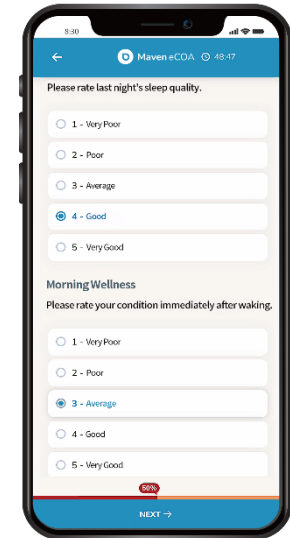 8:30
Maven eCOA 48:47
Please rate last night's sleep quality.
1 - Very Poor
2 - Poor
3 - Average
4 - Good
5 - Very Good
Morning Wellness
Please rate your condition immediately after waking.
1 - Very Poor
2 - Poor
3 - Average
4 - Good
5 - Very Good
50%
NEXT →